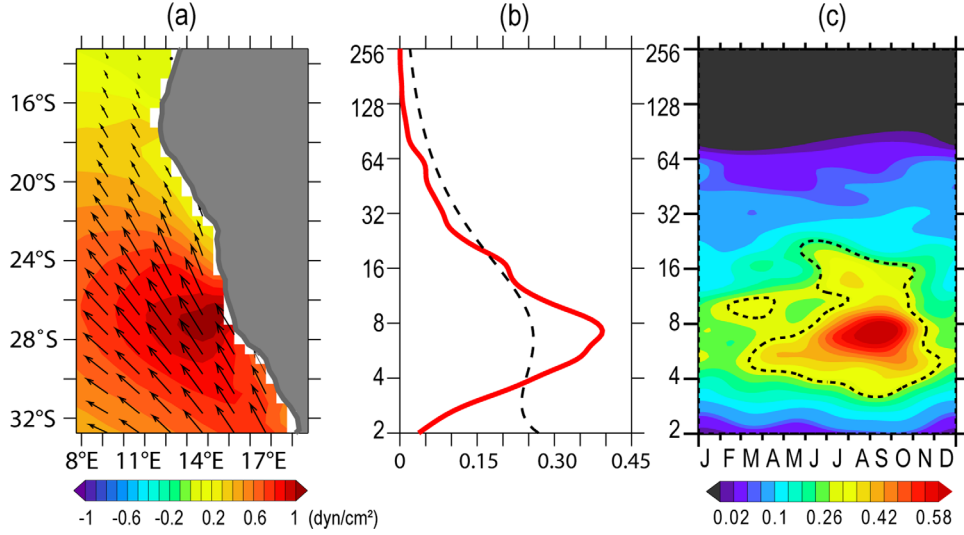 (a) (b) (c)
16°S
20°S
24°S
28°S
32°S
8°E 11°E 14°E 17°E
-1 -0.6 -0.2 0.2 0.6 1 (dyn/cm²)
256
128
64
32
16
8
4
2
0 0.15 0.30 0.45
256
128
64
32
16
8
4
2
J F M A M J J A S O N D
0.02 0.1 0.26 0.42 0.58